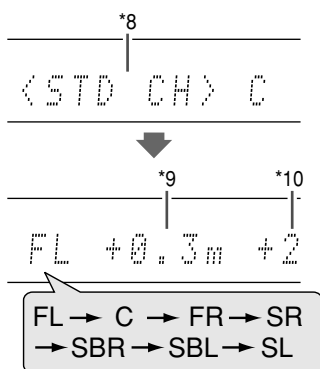 *8
<STD CH> C
*9 *10
FL +0.3m +2
FL → C → FR → SR
→ SBR → SBL → SL